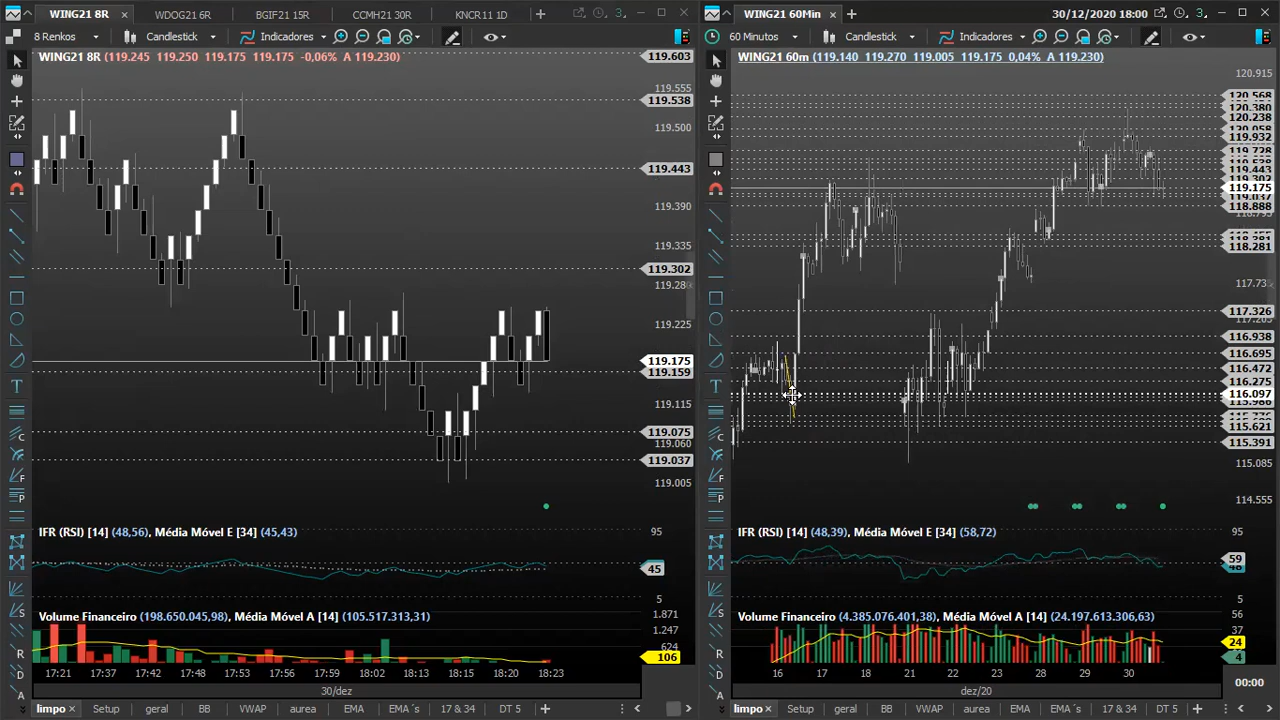 WING21 8R
WDOG21 6R
BGIF21 15R
CCMH21 30R
KNCR11 1D
3
WING21 60Min
30/12/2020 18:00
3
8 Renkos
Candlestick
Indicadores
60 Minutos
Candlestick
Indicadores
WING21 8R (119.245 119.250 119.175 119.175 -0,06% A 119.230)
119.603
119.555
119.538
119.500
119.443
119.390
119.335
119.302
119.280
119.225
119.175
119.159
119.115
119.075
119.060
119.037
119.005
IFR (RSI) [14] (48,56), Média Móvel E [34] (45,43)
95
45
5
Volume Financeiro (198.650.045,98), Média Móvel A [14] (105.517.313,31)
1.871
1.247
624
106
17:21 17:37 17:42 17:48 17:53 17:59 18:02 18:15 18:20 18:23
30/dez
limpo Setup geral BB VWAP aurea EMA EMA´s 17 & 34 DT 5
WING21 60m (119.140 119.270 119.005 119.175 0,04% A 119.230)
120.915
120.568
120.380
120.238
120.058
119.932
119.728
119.443
119.302
119.175
119.037
118.888
118.795
118.381
118.281
117.326
117.205
116.938
116.695
116.472
116.275
116.097
115.986
115.621
115.391
115.085
114.555
IFR (RSI) [14] (48,39), Média Móvel E [34] (58,72)
95
59
5
Volume Financeiro (4.385.076.401,38), Média Móvel A [14] (24.197.613.306,63)
56
37
24
4
16 17 18 21 22 23 28 29 30
00:00
dez/20
limpo Setup geral BB VWAP aurea EMA EMA´s 17 & 34 DT 5
T
C
F
P
S
R
D
A
T
C
F
P
S
R
D
A